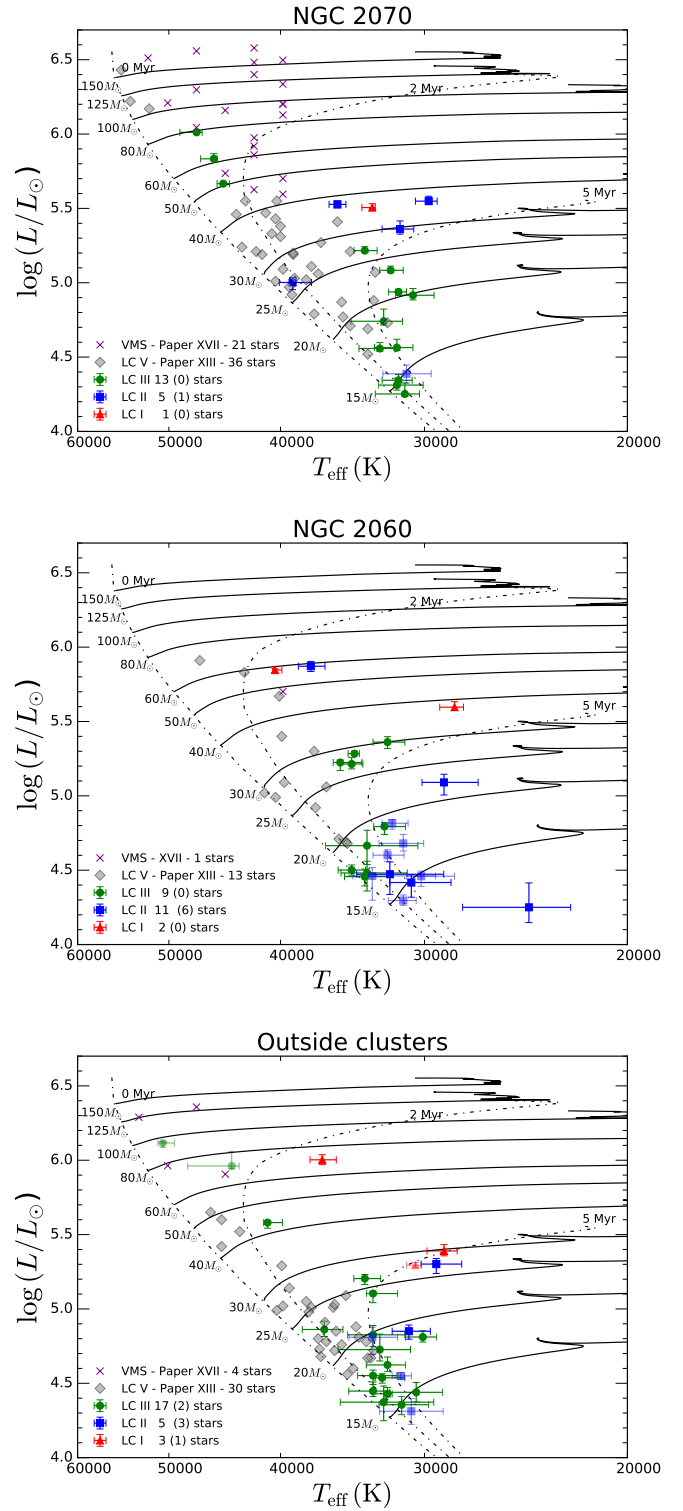 NGC 2070
6.5
6.0
5.5
5.0
4.5
4.0
log (L/L☉)
0 Myr
2 Myr
5 Myr
150M☉
125M☉
100M☉
80M☉
60M☉
50M☉
40M☉
30M☉
25M☉
20M☉
15M☉
VMS - Paper XVII - 21 stars
LC V - Paper XIII - 36 stars
LC III 13 (0) stars
LC II 5 (1) stars
LC I 1 (0) stars
60000 50000 40000 30000 20000
Teff (K)
NGC 2060
6.5
6.0
5.5
5.0
4.5
4.0
log (L/L☉)
0 Myr
2 Myr
5 Myr
150M☉
125M☉
100M☉
80M☉
60M☉
50M☉
40M☉
30M☉
25M☉
20M☉
15M☉
VMS - XVII - 1 stars
LC V - Paper XIII - 13 stars
LC III 9 (0) stars
LC II 11 (6) stars
LC I 2 (0) stars
60000 50000 40000 30000 20000
Teff (K)
Outside clusters
6.5
6.0
5.5
5.0
4.5
4.0
log (L/L☉)
0 Myr
2 Myr
5 Myr
150M☉
125M☉
100M☉
80M☉
60M☉
50M☉
40M☉
30M☉
25M☉
20M☉
15M☉
VMS - Paper XVII - 4 stars
LC V - Paper XIII - 30 stars
LC III 17 (2) stars
LC II 5 (3) stars
LC I 3 (1) stars
60000 50000 40000 30000 20000
Teff (K)